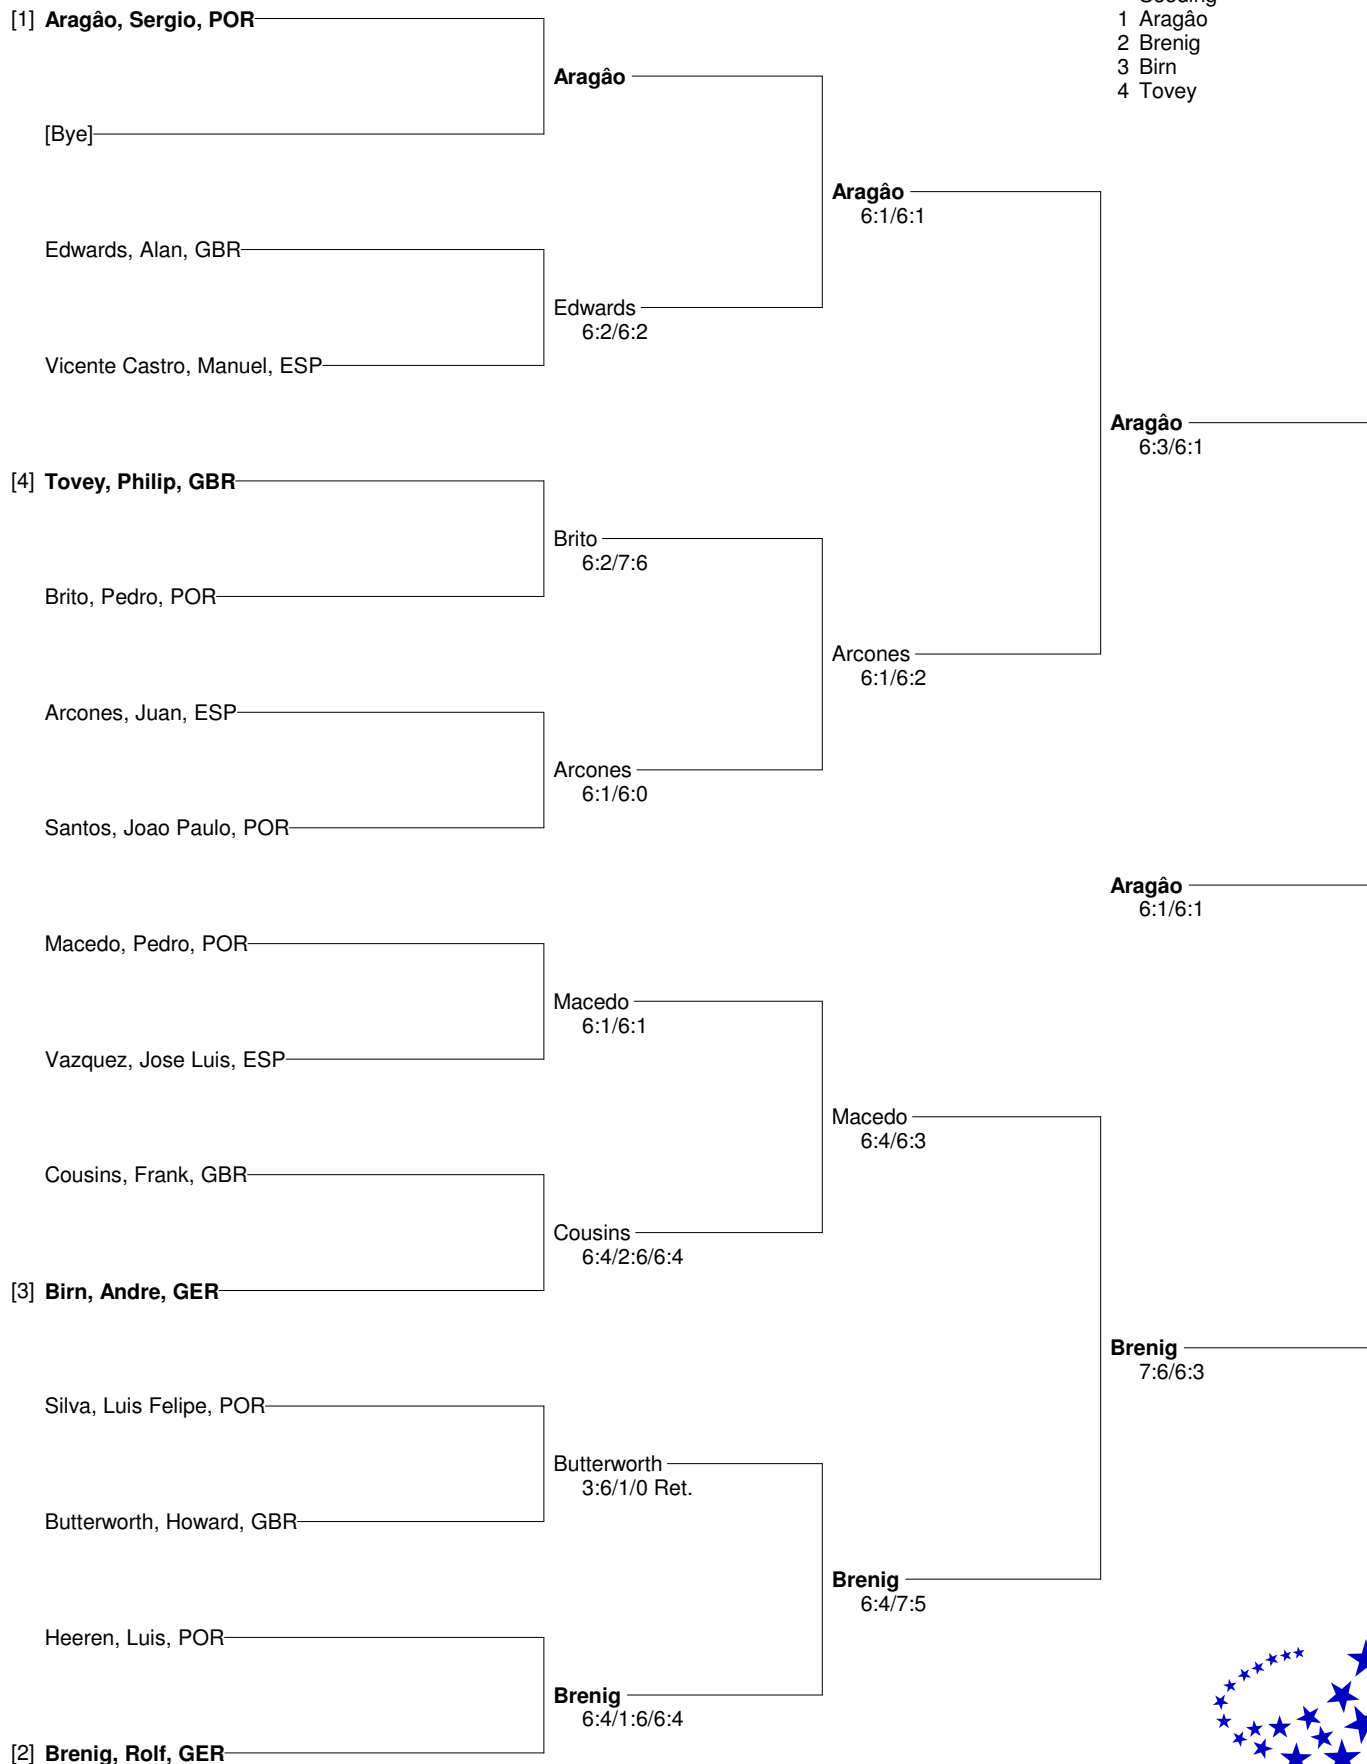 Seeding
[1] Aragâo, Sergio, POR
1 Aragâo
2 Brenig
3 Birn
Aragâo
4 Tovey
[Bye]
Aragâo
6:1/6:1
Edwards, Alan, GBR
Edwards
6:2/6:2
Vicente Castro, Manuel, ESP
Aragâo
6:3/6:1
[4] Tovey, Philip, GBR
Brito
6:2/7:6
Brito, Pedro, POR
Arcones
6:1/6:2
Arcones, Juan, ESP
Arcones
6:1/6:0
Santos, Joao Paulo, POR
Aragâo
6:1/6:1
Macedo, Pedro, POR
Macedo
6:1/6:1
Vazquez, Jose Luis, ESP
Macedo
6:4/6:3
Cousins, Frank, GBR
Cousins
6:4/2:6/6:4
[3] Birn, Andre, GER
Brenig
7:6/6:3
Silva, Luis Felipe, POR
Butterworth
3:6/1/0 Ret.
Butterworth, Howard, GBR
Brenig
6:4/7:5
Heeren, Luis, POR
Brenig
6:4/1:6/6:4
[2] Brenig, Rolf, GER